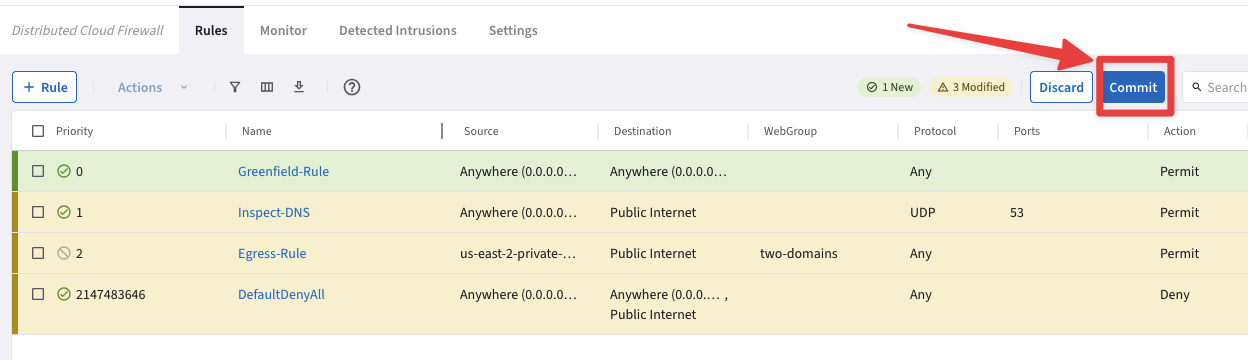 Distributed Cloud Firewall Rules Monitor Detected Intrusions Settings
+ Rule Actions 1 New 3 Modified Discard Commit Search
Priority Name Source Destination WebGroup Protocol Ports Action
0 Greenfield-Rule Anywhere (0.0.0.0… Anywhere (0.0.0.0… Any Permit
1 Inspect-DNS Anywhere (0.0.0.0… Public Internet UDP 53 Permit
2 Egress-Rule us-east-2-private-… Public Internet two-domains Any Permit
2147483646 DefaultDenyAll Anywhere (0.0.0.0… Anywhere (0.0.0.… , Any Deny
Public Internet